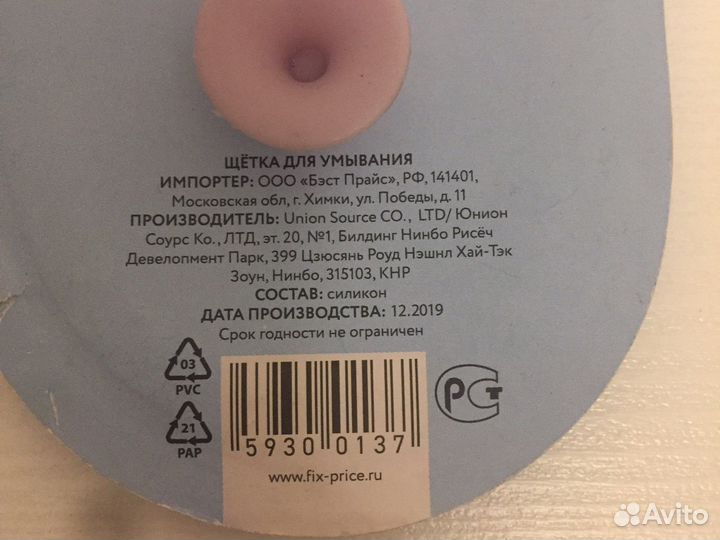 ЩЁТКА ДЛЯ УМЫВАНИЯ
ИМПОРТЕР: ООО «Бэст Прайс», РФ, 141401,
Московская обл, г. Химки, ул. Победы, д. 11
ПРОИЗВОДИТЕЛЬ: Union Source CO., LTD/ Юнион
Соурс Ко., ЛТД, эт. 20, №1, Билдинг Нинбо Рисёч
Девелопмент Парк, 399 Цзюсянь Роуд Нэшнл Хай-Тэк
Зоун, Нинбо, 315103, КНР
СОСТАВ: силикон
ДАТА ПРОИЗВОДСТВА: 12.2019
Срок годности не ограничен
03
PVC
21
PAP
5930 0137
www.fix-price.ru
РСТ
Avito